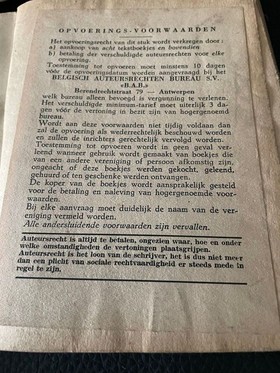 OPVOERINGS-VOORWAARDEN
Het opvoeringsrecht van dit stuk wordt verkregen door :
a) aankoop van acht tekstboekjes en bovendien
b) betaling der verschuldigde auteursrechten voor elke
opvoering.
Toestemming tot opvoeren moet minstens 10 dagen
vóór de opvoeringsdatum worden aangevraagd bij het
BELGISCH AUTEURSRECHTEN BUREAU S.V.
«B.A.B.»
Berendrechtstraat 79 — Antwerpen
welk bureau alleen bevoegd is vergunning te verlenen.
Het verschuldigde minimum-tarief moet uiterlijk 3 da-
gen vóór de vertoning in bezit zijn van hogergenoemd
bureau.
Wordt aan deze voorwaarden niet tijdig voldaan dan
zal de opvoering als wederrechtelijk beschouwd worden
en zullen de inrichters gerechtelijk vervolgd worden.
Toestemming tot opvoeren wordt in geen geval ver-
leend wanneer gebruik wordt gemaakt van boekjes die
van een andere vereniging of persoon afkomstig zijn,
ongeacht of deze boekjes werden gekocht, geleend,
gehuurd of ten geschenke werden ontvangen.
De koper van de boekjes is aansprakelijk gesteld
voor de betaling en naleving van hogergenoemde voor-
waarden.
Bij elke aanvraag moet duidelijk de naam van de ver-
eniging vermeld worden.
Alle andersluidende voorwaarden zijn vervallen.
Auteursrecht is altijd te betalen, ongezien waar, hoe en onder
welke omstandigheden de vertoningen plaatsgrijpen.
Auteursrecht is het loon van de schrijver, het is dus niet meer
dan een plicht van sociale rechtvaardigheid er steeds mede in
regel te zijn.